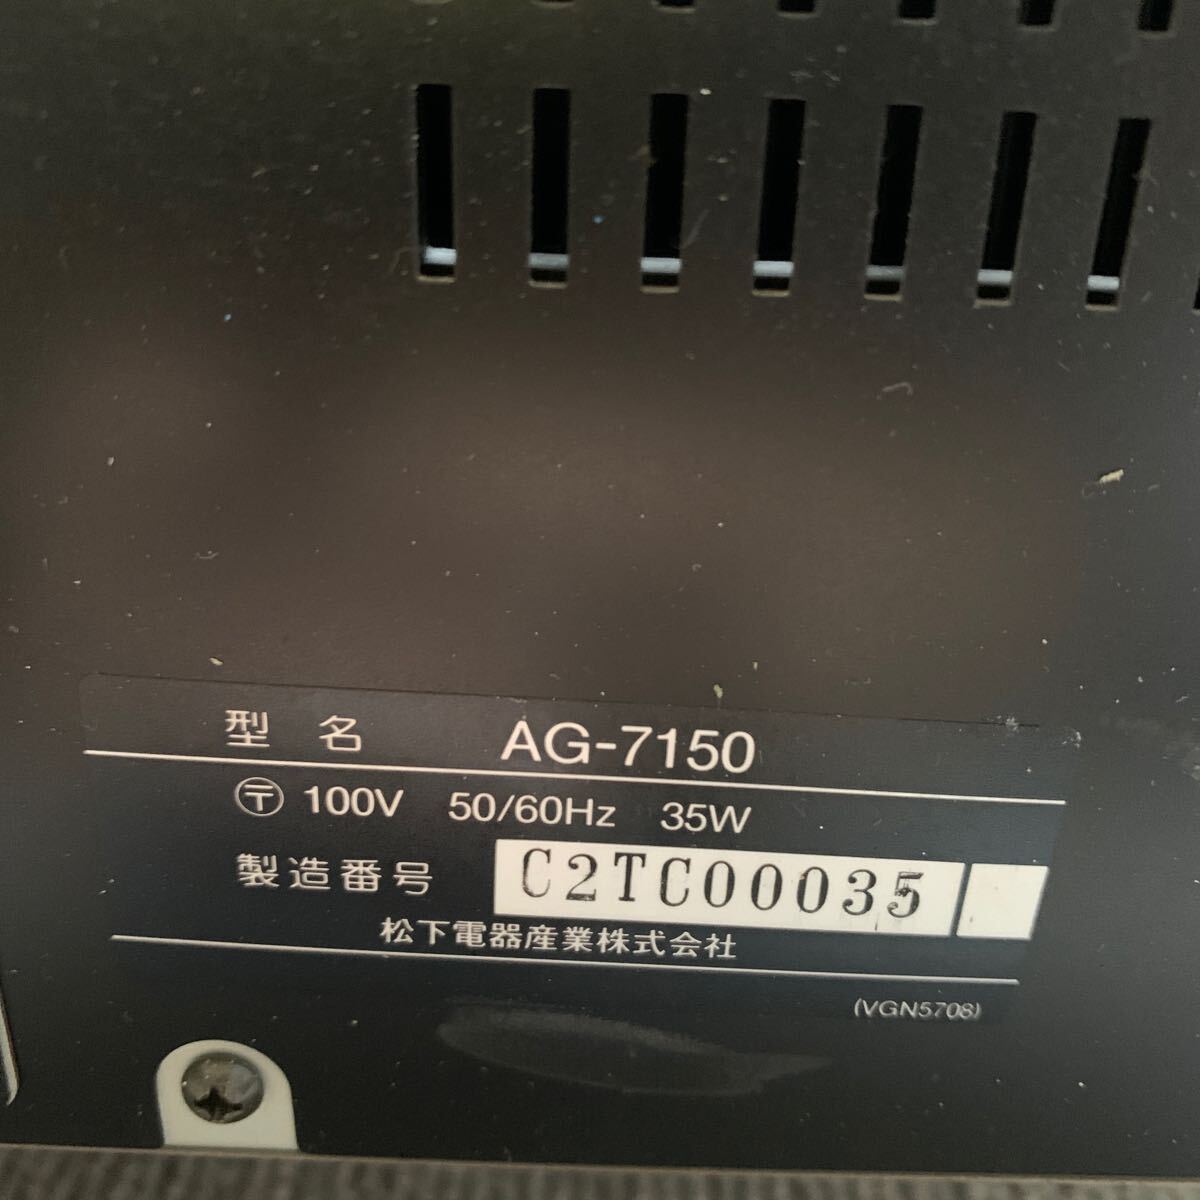 型 名 AG-7150
〒 100V 50/60Hz 35W
製造番号 C2TC00035
松下電器産業株式会社
(VGN5708)